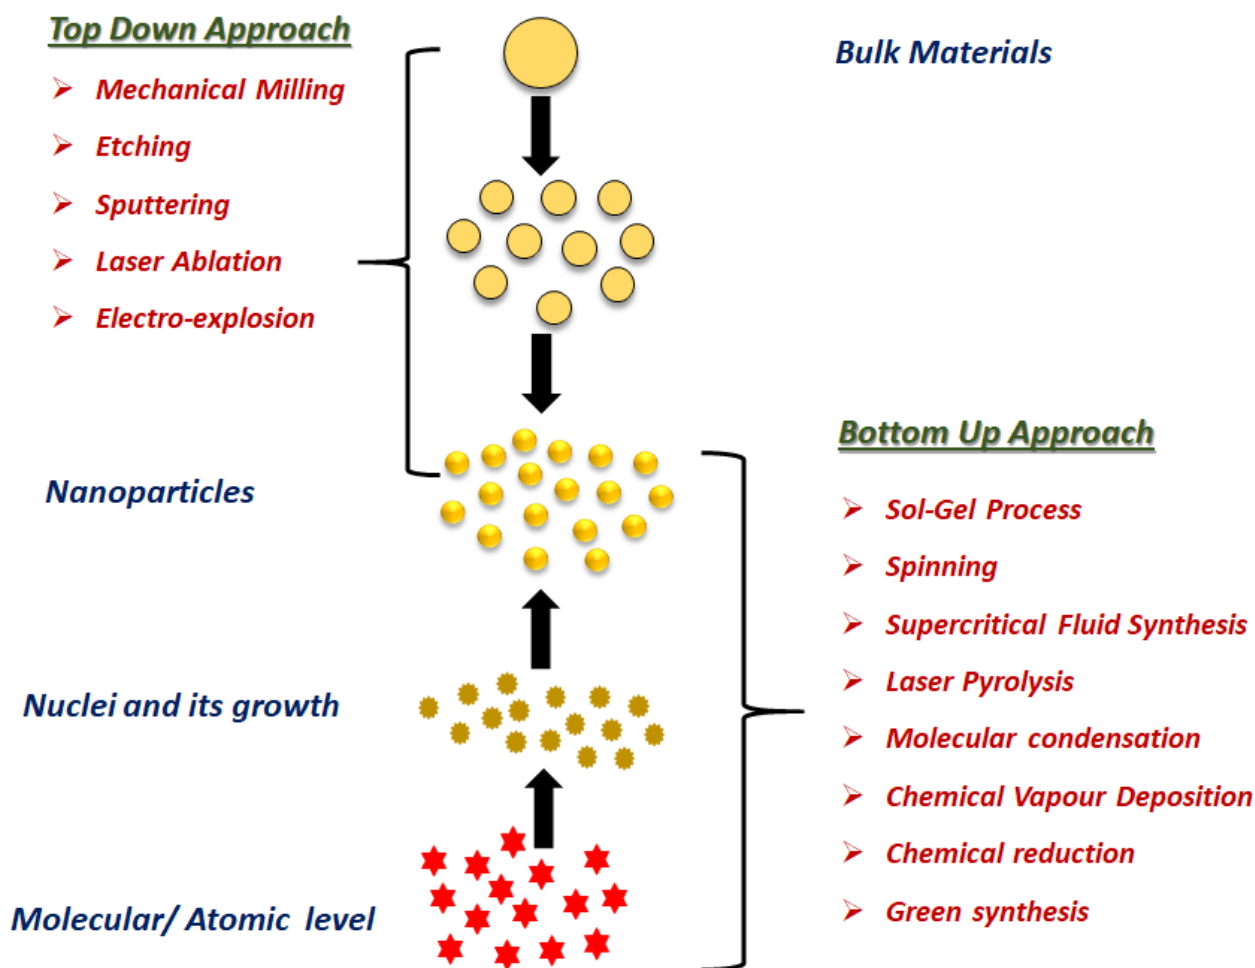 Top Down Approach
➢ Mechanical Milling
➢ Etching
➢ Sputtering
➢ Laser Ablation
➢ Electro-explosion
Bulk Materials
Nanoparticles
Nuclei and its growth
Molecular/ Atomic level
Bottom Up Approach
➢ Sol-Gel Process
➢ Spinning
➢ Supercritical Fluid Synthesis
➢ Laser Pyrolysis
➢ Molecular condensation
➢ Chemical Vapour Deposition
➢ Chemical reduction
➢ Green synthesis